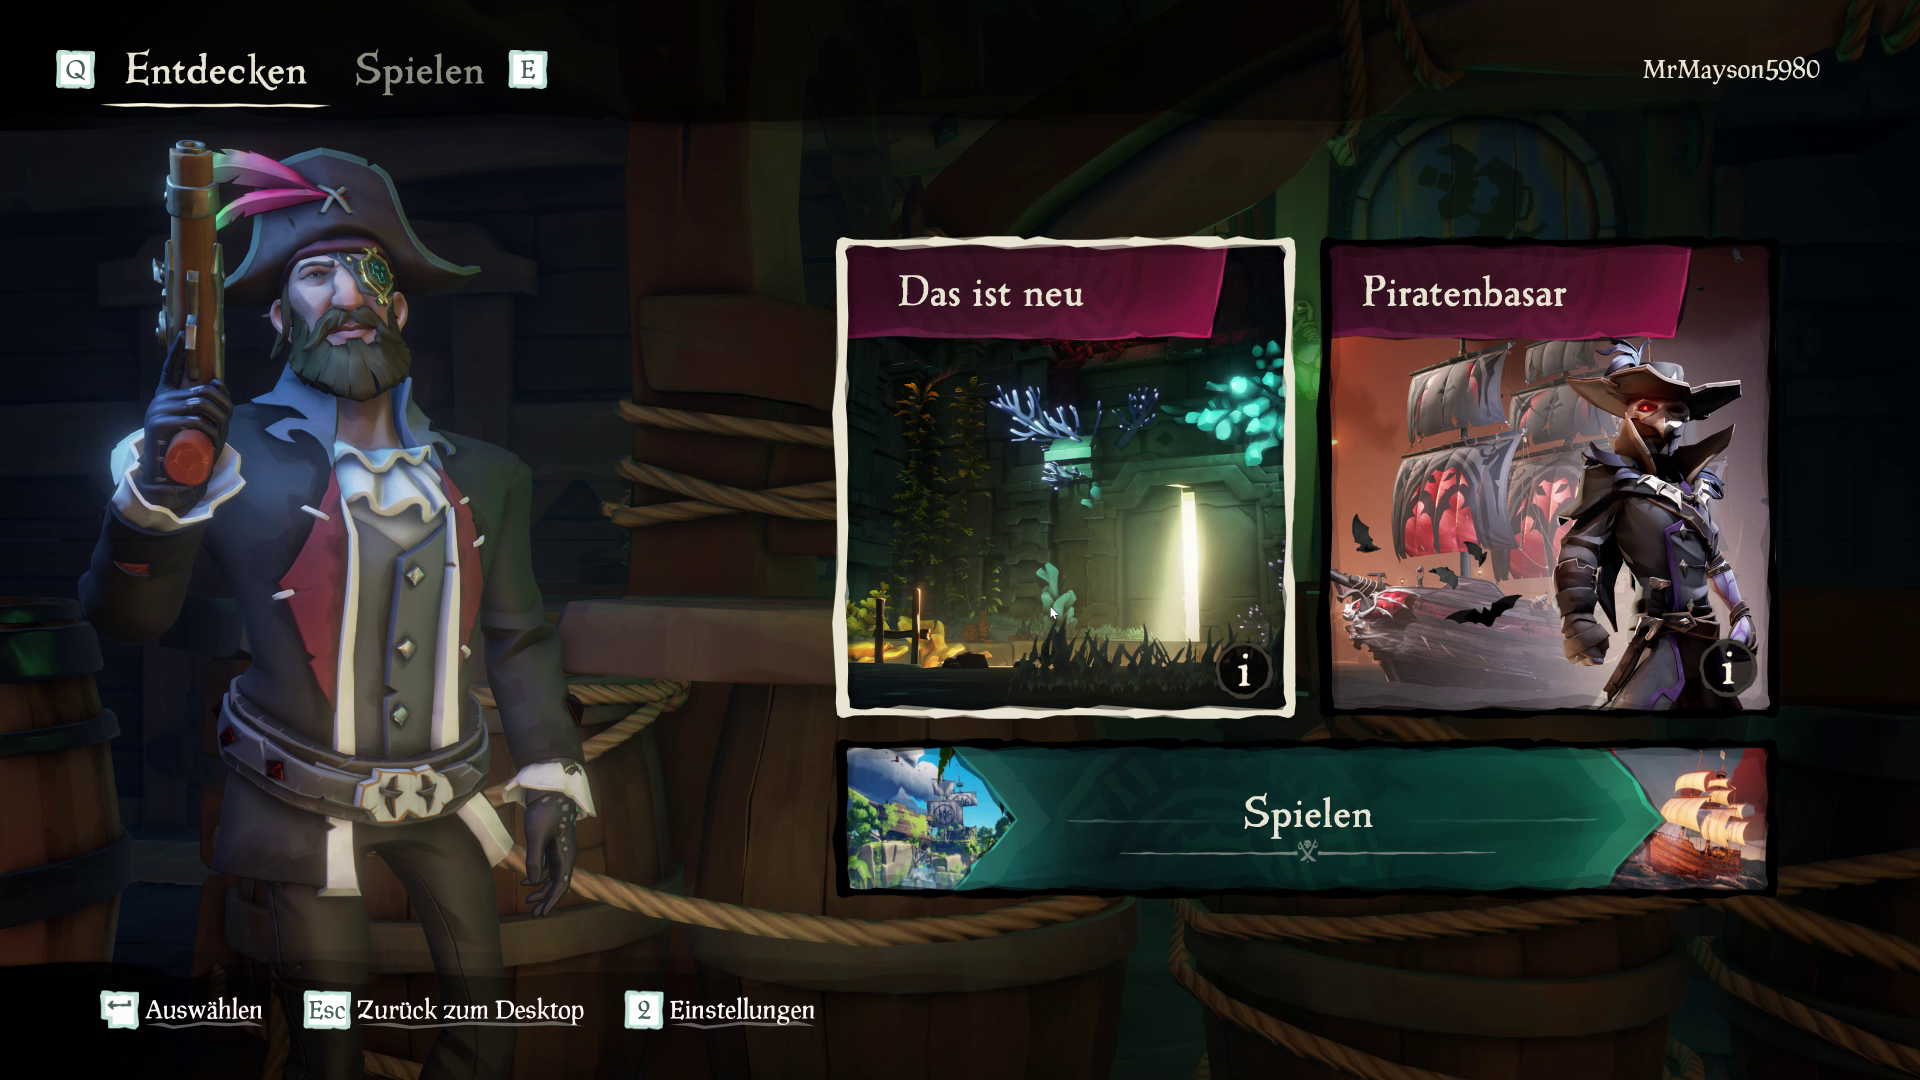 Q Entdecken Spielen E
MrMayson5980
Das ist neu
Piratenbasar
i
i
Spielen
Auswählen
Esc Zurück zum Desktop
2 Einstellungen